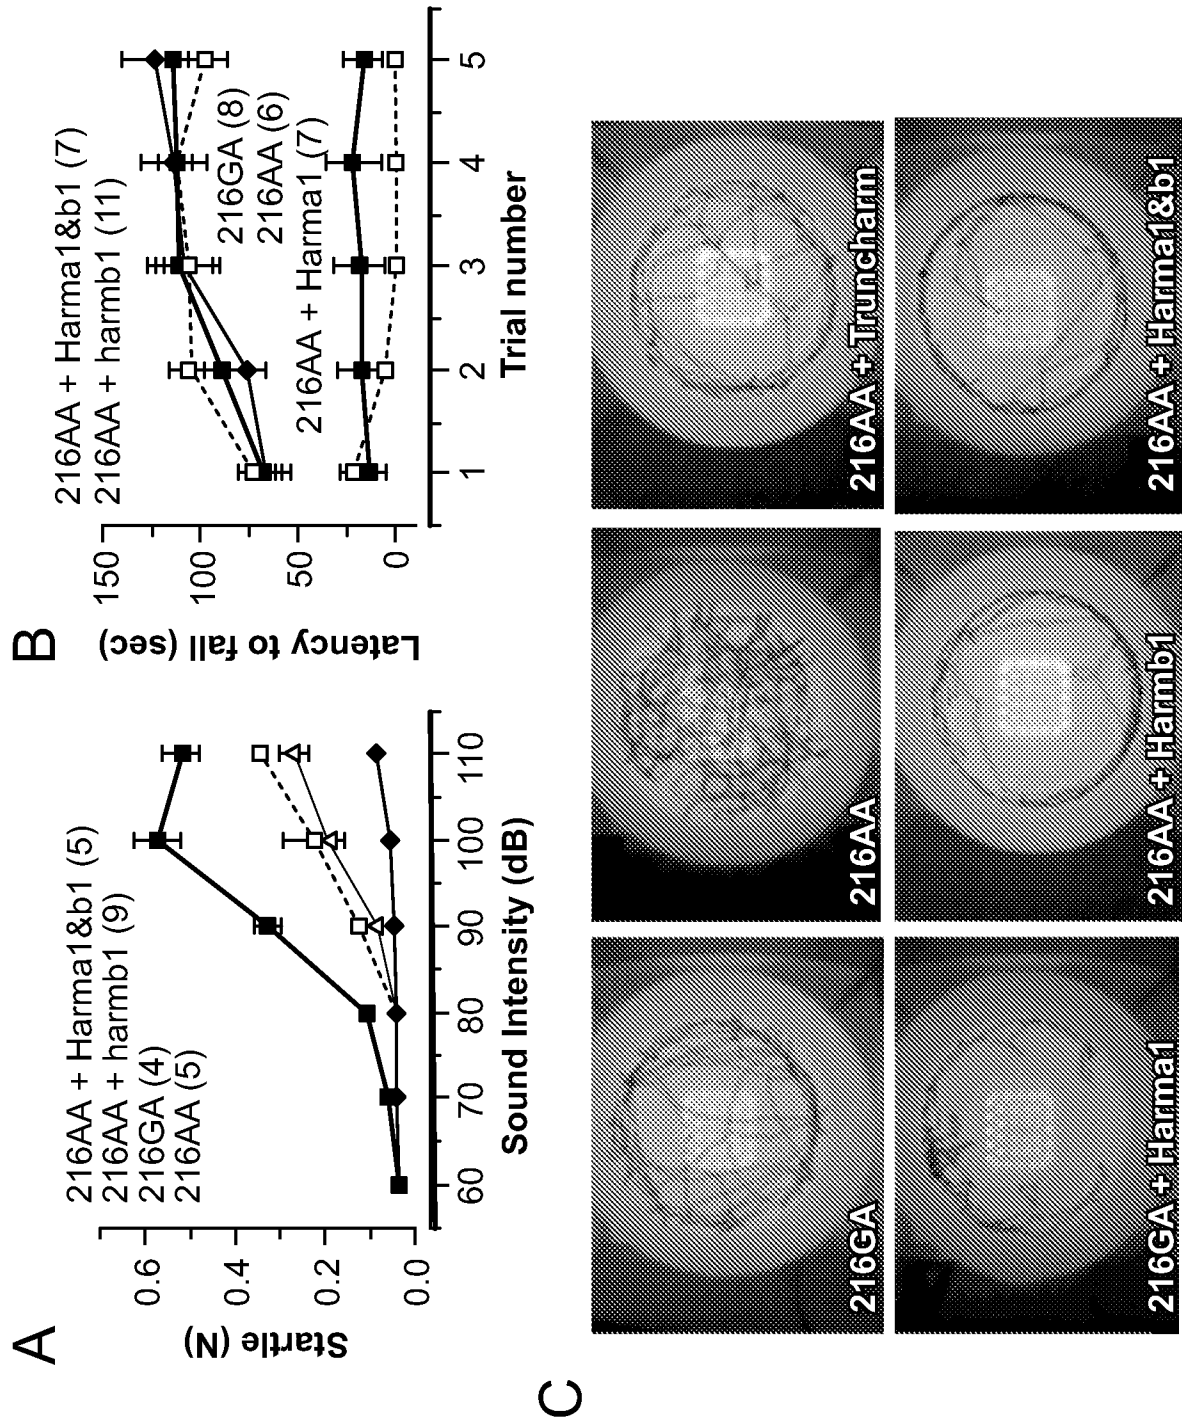 A
Startle (N)
0.6
0.4
0.2
0.0
216AA + Harma1&b1 (5)
216AA + harmb1 (9)
216GA (4)
216AA (5)
60 70 80 90 100 110
Sound Intensity (dB)
B
Latency to fall (sec)
150
100
50
0
216AA + Harma1&b1 (7)
216AA + harmb1 (11)
216GA (8)
216AA (6)
216AA + Harma1 (7)
1 2 3 4 5
Trial number
C
216GA
216AA
216AA + Truncharm
216GA + Harma1
216AA + Harmb1
216AA + Harma1&b1